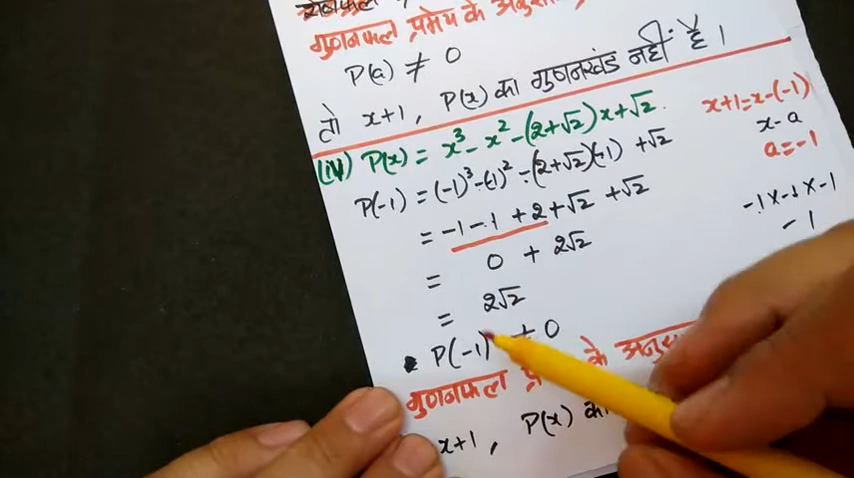 गुणनफल प्रमेय के अनुसार
P(a) ≠ 0
तो x+1, P(x) का गुणनखंड नहीं है।
(iv) P(x) = x³ - x² - (2+√2)x + √2.
x+1 = x-(-1)
x-a
a = -1
P(-1) = (-1)³ - (-1)² - (2+√2)(-1) + √2
= -1 - 1 + 2 + √2 + √2
-1 x -1 x -1
- 1
= 0 + 2√2
= 2√2
P(-1) ≠ 0
गुणनफल के अनुसार
x+1, P(x) का